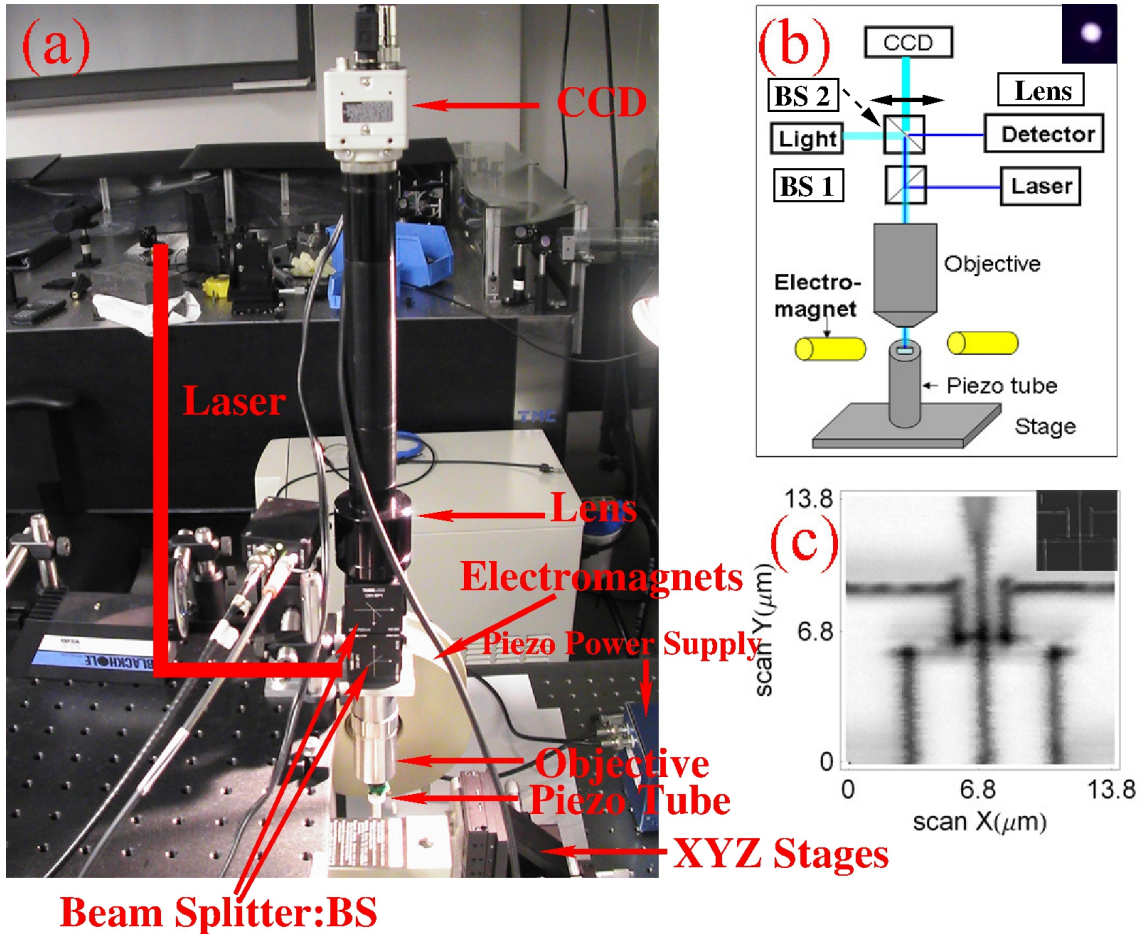 (a)
CCD
Laser
Lens
Electromagnets
Piezo Power Supply
Objective
Piezo Tube
XYZ Stages
Beam Splitter:BS
TMC
BLACKHOLE
(b)
CCD
BS 2
Lens
Light
Detector
BS 1
Laser
Objective
Electro-
magnet
Piezo tube
Stage
(c)
13.8
6.8
0
scan Y(μm)
0
6.8
13.8
scan X(μm)